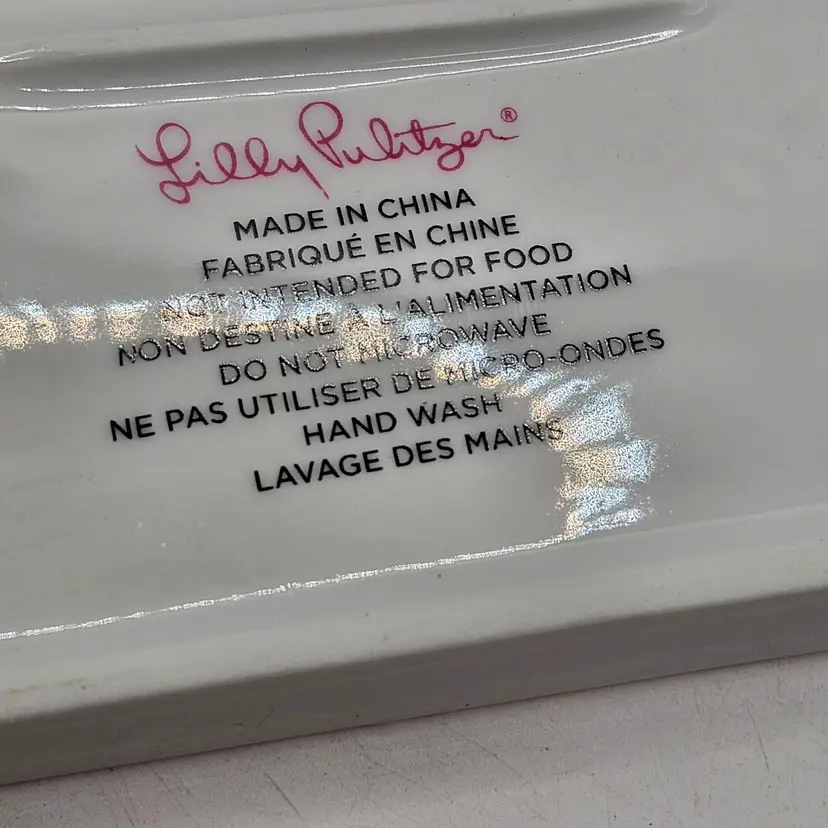 Lilly Pulitzer®
MADE IN CHINA
FABRIQUÉ EN CHINE
NOT INTENDED FOR FOOD
NON DESTINÉ À L'ALIMENTATION
DO NOT MICROWAVE
NE PAS UTILISER DE MICRO-ONDES
HAND WASH
LAVAGE DES MAINS